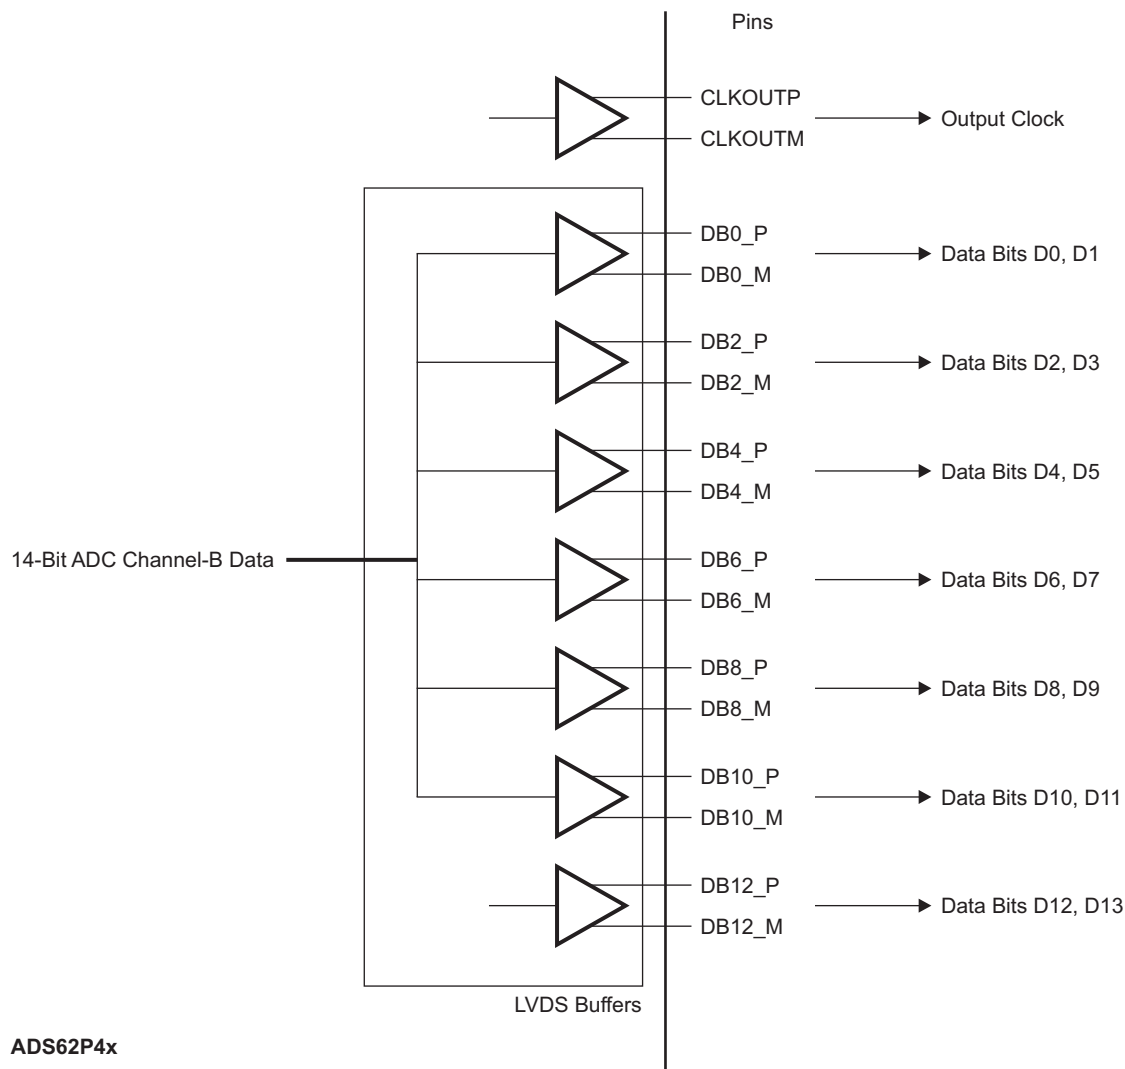 Pins
CLKOUTP
CLKOUTM
Output Clock
DB0_P
DB0_M
Data Bits D0, D1
DB2_P
DB2_M
Data Bits D2, D3
DB4_P
DB4_M
Data Bits D4, D5
14-Bit ADC Channel-B Data
DB6_P
DB6_M
Data Bits D6, D7
DB8_P
DB8_M
Data Bits D8, D9
DB10_P
DB10_M
Data Bits D10, D11
DB12_P
DB12_M
Data Bits D12, D13
LVDS Buffers
ADS62P4x